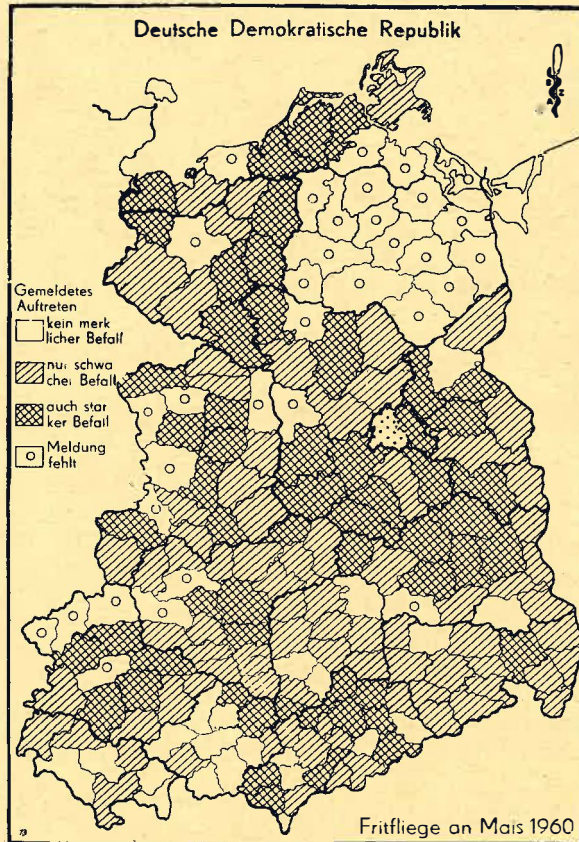 Deutsche Demokratische Republik
Gemeldetes
Auftreten
kein merk
licher Befall
nur schwa
cher Befall
auch star
ker Befall
Meldung
fehlt
Fritfliege an Mais 1960